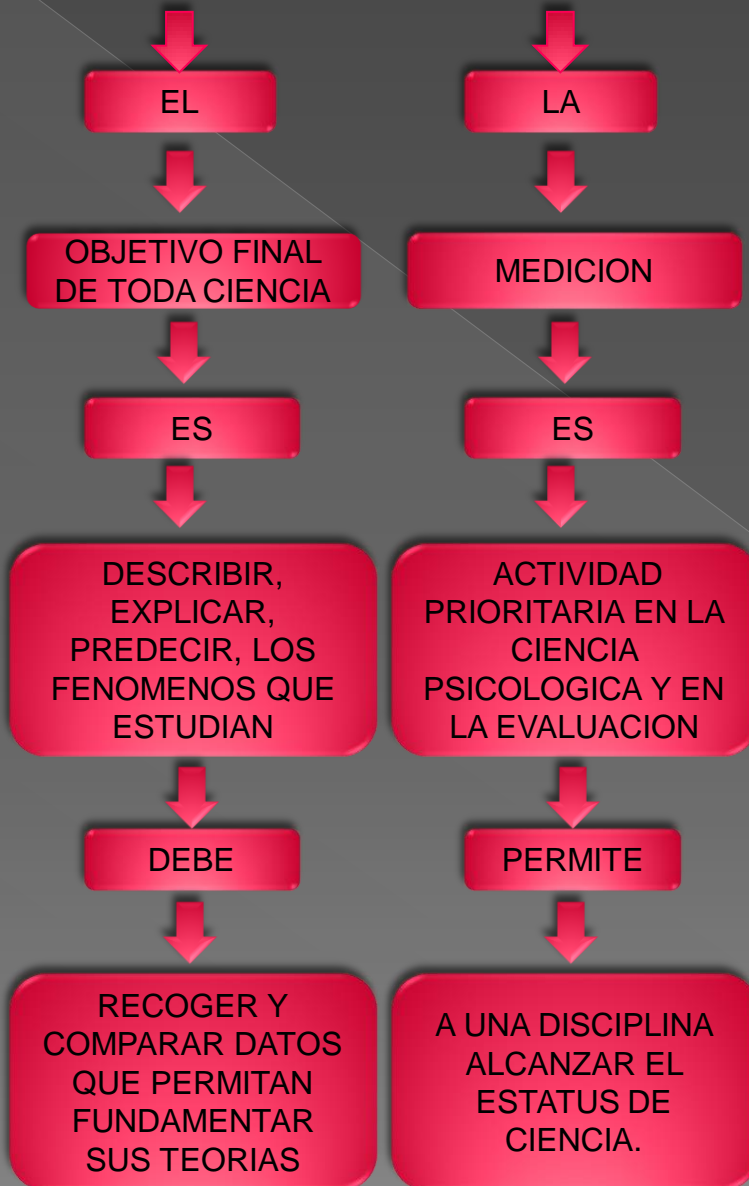 EL
OBJETIVO FINAL
DE TODA CIENCIA
ES
DESCRIBIR,
EXPLICAR,
PREDECIR, LOS
FENOMENOS QUE
ESTUDIAN
DEBE
RECOGER Y
COMPARAR DATOS
QUE PERMITAN
FUNDAMENTAR
SUS TEORIAS
LA
MEDICION
ES
ACTIVIDAD
PRIORITARIA EN LA
CIENCIA
PSICOLOGICA Y EN
LA EVALUACION
PERMITE
A UNA DISCIPLINA
ALCANZAR EL
ESTATUS DE
CIENCIA.